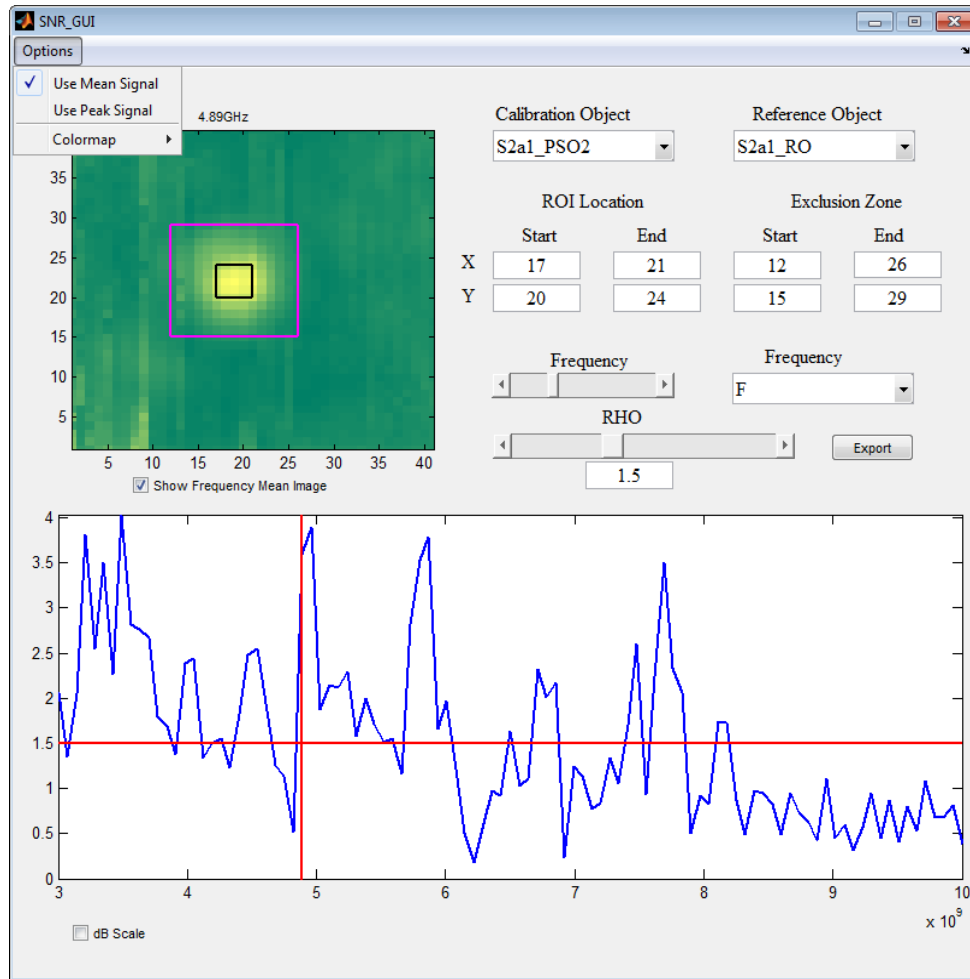 SNR_GUI
Options
Use Mean Signal
Use Peak Signal
Colormap
4.89GHz
35
30
25
20
15
10
5
5 10 15 20 25 30 35 40
Show Frequency Mean Image
Calibration Object Reference Object
S2a1_PSO2 S2a1_RO
ROI Location Exclusion Zone
Start End Start End
X 17 21 12 26
Y 20 24 15 29
Frequency Frequency
F
RHO
Export
1.5
4
3.5
3
2.5
2
1.5
1
0.5
0
3 4 5 6 7 8 9 10
x 10^9
dB Scale